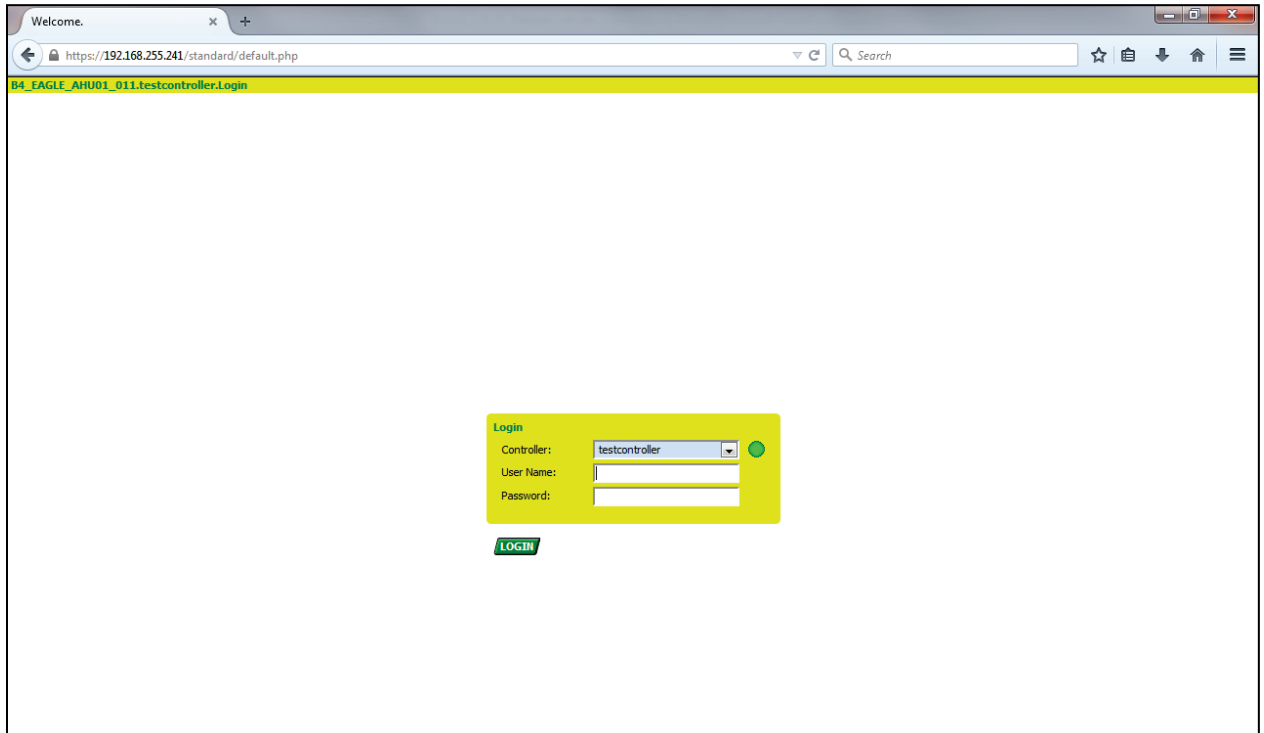 Welcome.
https://192.168.255.241/standard/default.php
Search
B4_EAGLE_AHU01_011.testcontroller.Login
Login
Controller: testcontroller
User Name:
Password:
LOGIN